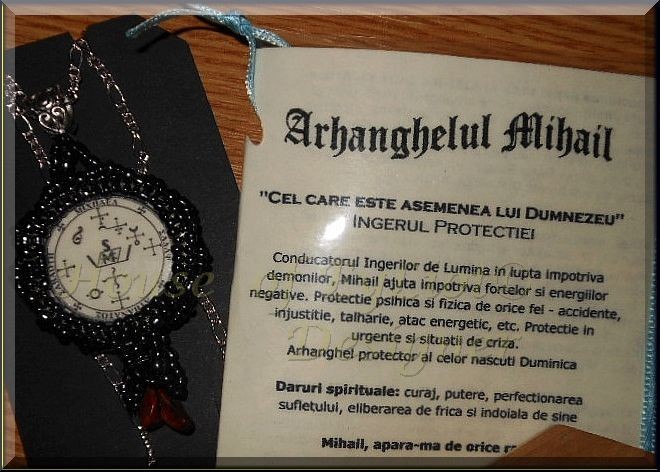 Arhanghelul Mihail
"CEL CARE ESTE ASEMENEA LUI DUMNEZEU"
INGERUL PROTECTIEI
Conducatorul Ingerilor de Lumina in lupta impotriva
demonilor, Mihail ajuta impotriva fortelor si energiilor
negative. Protectie psihica si fizica de orice fel - accidente,
injustitie, talharie, atac energetic, etc. Protectie in
urgente si situatii de criza.
Arhanghel protector al celor nascuti Duminica
Daruri spirituale: curaj, putere, perfectionarea
sufletului, eliberarea de frica si indoiala de sine
Mihail, apara-ma de orice
House of